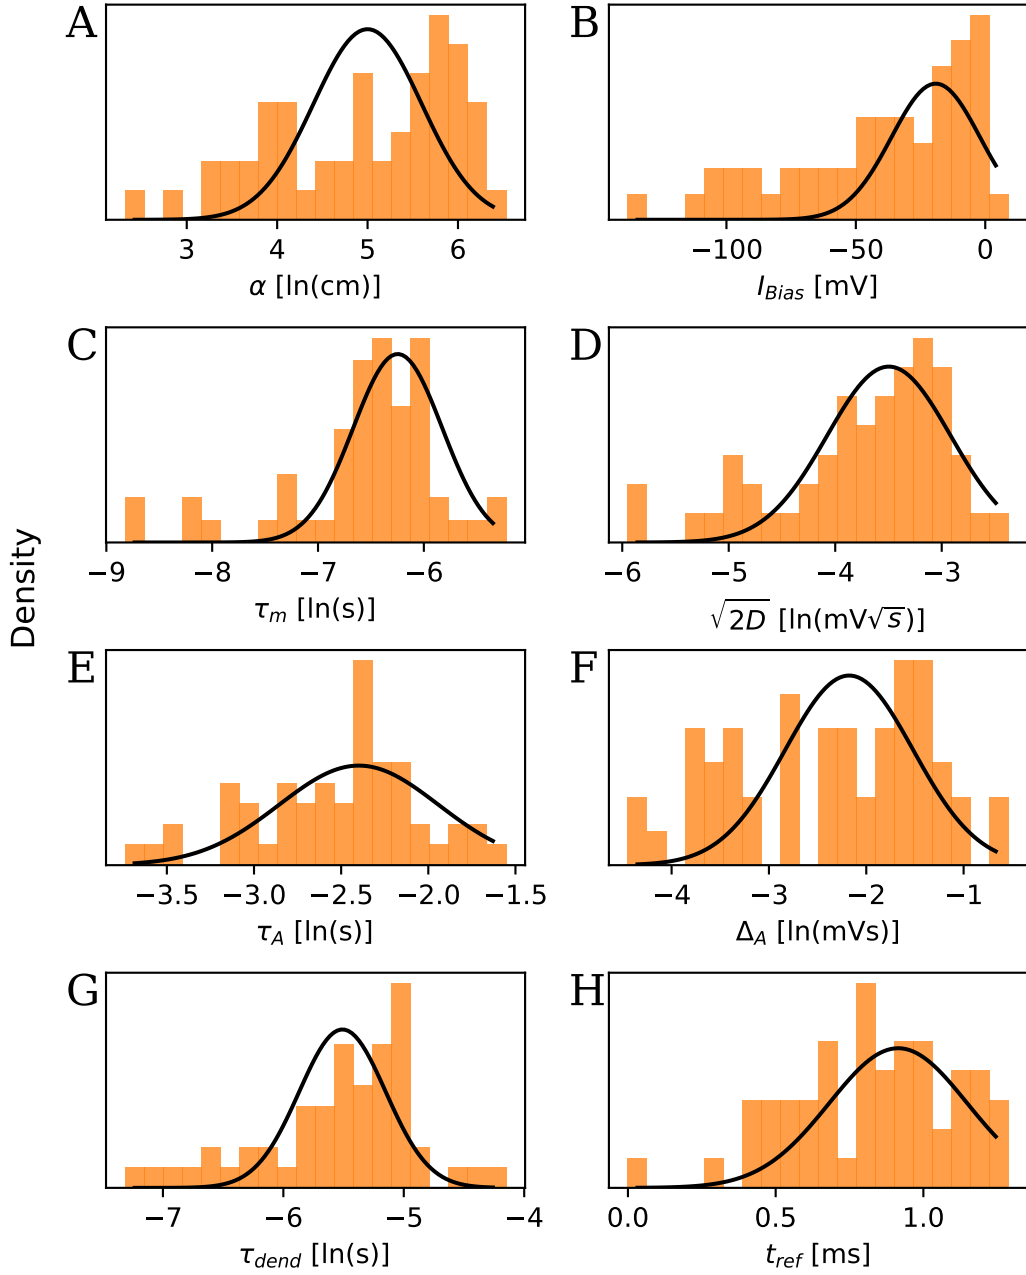 A
3 4 5 6
α [ln(cm)]
B
−100 −50 0
I_Bias [mV]
C
−9 −8 −7 −6
τ_m [ln(s)]
D
−6 −5 −4 −3
√2D [ln(mV√s)]
Density
E
−3.5 −3.0 −2.5 −2.0 −1.5
τ_A [ln(s)]
F
−4 −3 −2 −1
Δ_A [ln(mVs)]
G
−7 −6 −5 −4
τ_dend [ln(s)]
H
0.0 0.5 1.0
t_ref [ms]